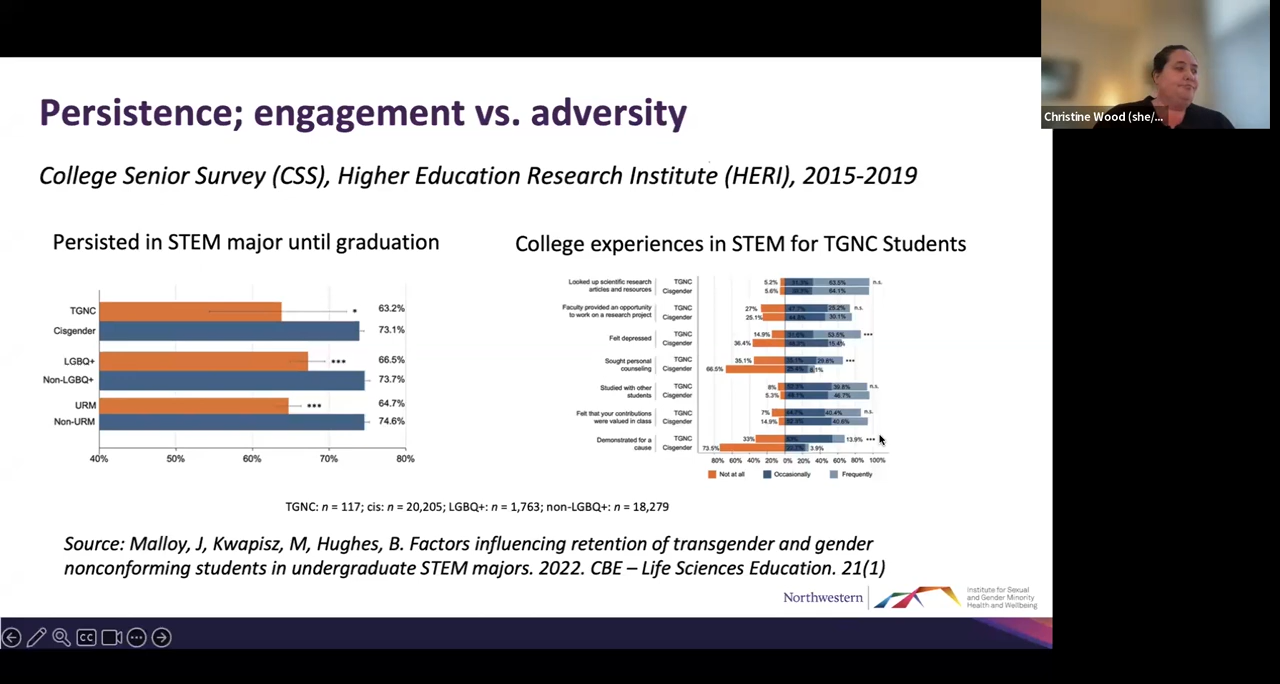 Christine Wood (she/...
Persistence; engagement vs. adversity
College Senior Survey (CSS), Higher Education Research Institute (HERI), 2015-2019
Persisted in STEM major until graduation
TGNC 63.2%
Cisgender 73.1%
LGBQ+ 66.5%
Non-LGBQ+ 73.7%
URM 64.7%
Non-URM 74.6%
40% 50% 60% 70% 80%
College experiences in STEM for TGNC Students
Looked up scientific research
articles and resources
TGNC 5.2% 63.5% n.s.
Cisgender 5.6% 64.1%
Faculty provided an opportunity
to work on a research project
TGNC 27% 25.2% n.s.
Cisgender 25.1% 30.1%
Felt depressed
TGNC 14.9% 53.5%
Cisgender 36.4% 15.4%
Sought personal
counseling
TGNC 35.1% 29.8%
Cisgender 66.5% 8.1%
Studied with other
students
TGNC 8% 39.8% n.s.
Cisgender 5.3% 46.7%
Felt that your contributions
were valued in class
TGNC 7% 40.4% n.s.
Cisgender 14.9% 40.6%
Demonstrated for a
cause
TGNC 33% 13.9%
Cisgender 73.5% 3.9%
80% 60% 40% 20% 0% 20% 40% 60% 80% 100%
Not at all Occasionally Frequently
TGNC: n = 117; cis: n = 20,205; LGBQ+: n = 1,763; non-LGBQ+: n = 18,279
Source: Malloy, J, Kwapisz, M, Hughes, B. Factors influencing retention of transgender and gender
nonconforming students in undergraduate STEM majors. 2022. CBE – Life Sciences Education. 21(1)
Northwestern
Institute for Sexual
and Gender Minority
Health and Wellbeing
CC